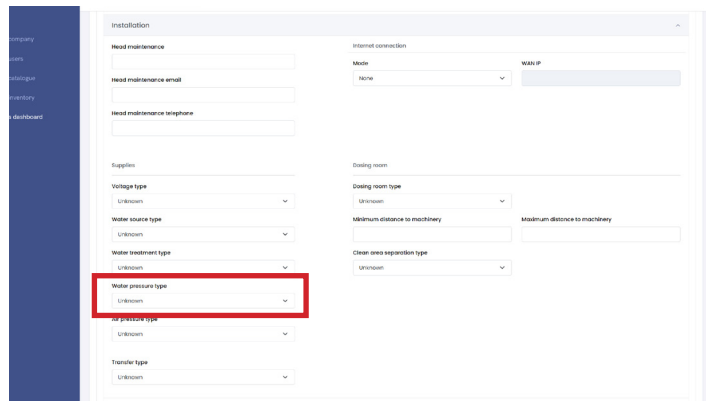 Installation
company
users
catalogue
inventory
s dashboard
Head maintenance
Head maintenance email
Head maintenance telephone
Internet connection
Mode
WAN IP
None
Supplies
Voltage type
Unknown
Water source type
Unknown
Water treatment type
Unknown
Water pressure type
Unknown
Air pressure type
Unknown
Transfer type
Unknown
Dosing room
Dosing room type
Unknown
Minimum distance to machinery
Maximum distance to machinery
Clean area separation type
Unknown